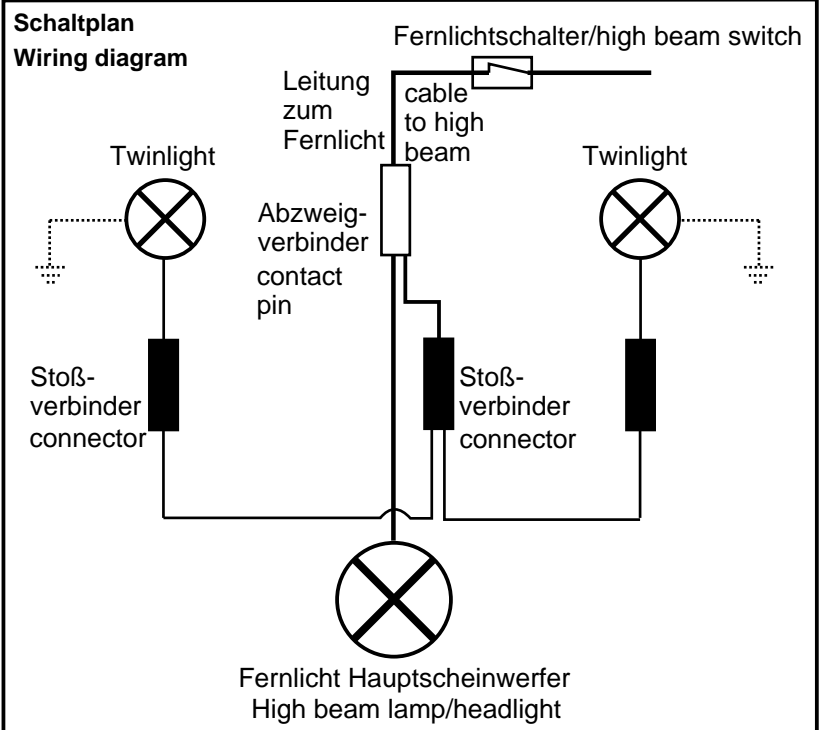 Schaltplan
Wiring diagram
Fernlichtschalter/high beam switch
Leitung
zum
Fernlicht
cable
to high
beam
Twinlight
Twinlight
Abzweig-
verbinder
contact
pin
Stoß-
verbinder
connector
Stoß-
verbinder
connector
Fernlicht Hauptscheinwerfer
High beam lamp/headlight